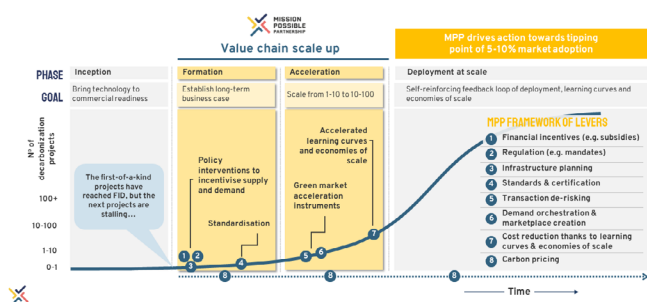 MISSION
POSSIBLE
PARTNERSHIP
Value chain scale up
MPP drives action towards tipping
point of 5-10% market adoption
PHASE
Inception
Formation
Acceleration
Deployment at scale
GOAL
Bring technology to
commercial readiness
Establish long-term
business case
Scale from 1-10 to 10-100
Self-reinforcing feedback loop of deployment, learning curves and
economies of scale
Nº of
decarbonization
projects
100+
10-100
1-10
0-1
The first-of-a-kind
projects have
reached FID, but the
next projects are
stalling...
Policy
interventions to
incentivise supply
and demand
Standardisation
Accelerated
learning curves
and economies of
scale
Green market
acceleration
instruments
1
2
3
4
5
6
7
8
8
8
MPP FRAMEWORK OF LEVERS
1 Financial incentives (e.g. subsidies)
2 Regulation (e.g. mandates)
3 Infrastructure planning
4 Standards & certification
5 Transaction de-risking
6 Demand orchestration &
marketplace creation
7 Cost reduction thanks to learning
curves & economies of scale
8 Carbon pricing
Time